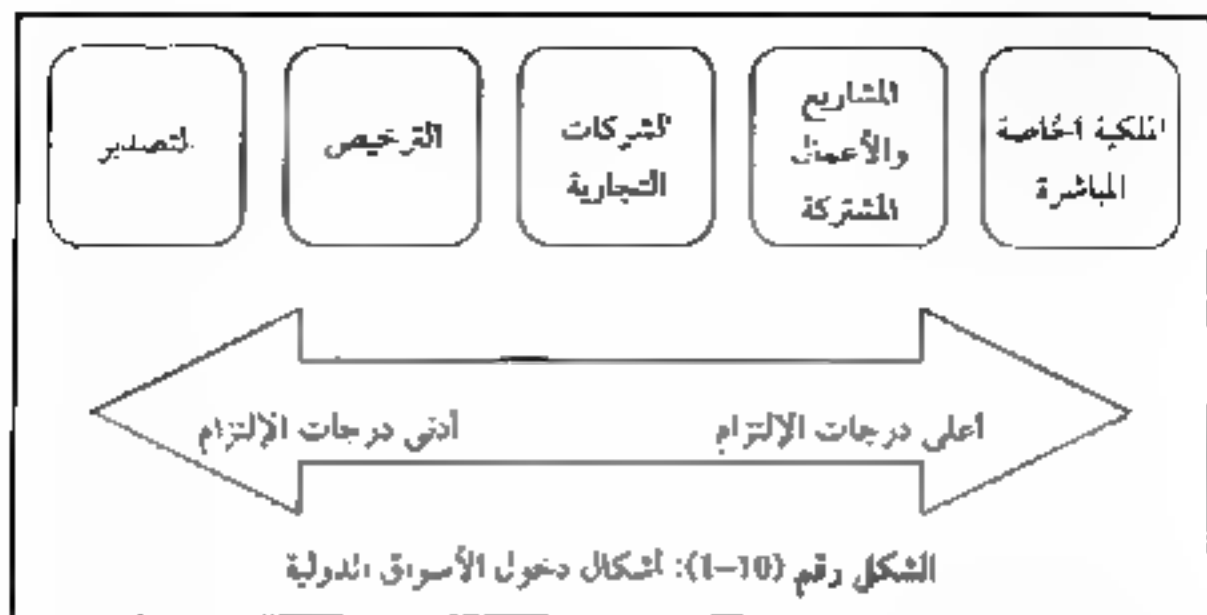 الملكية الخاصة
المباشرة
المشاريع
والأعمال
المشتركة
الشركات
التجارية
الترخيص
التصدير
أعلى درجات الإلتزام
أدنى درجات الإلتزام
الشكل رقم (10-1): أشكال دخول الأسواق الدولية